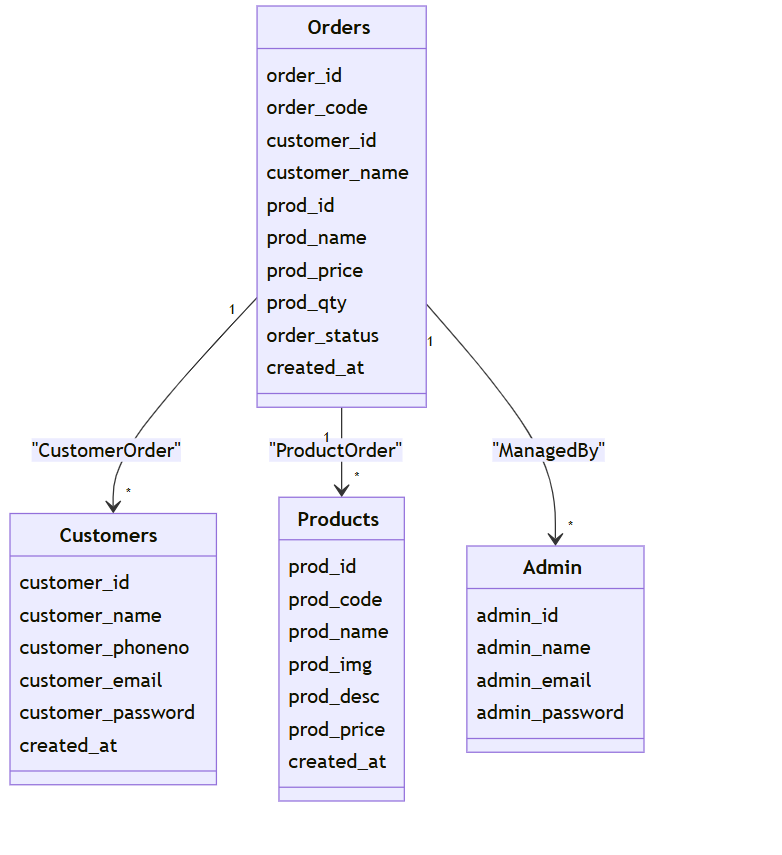 Orders
order_id
order_code
customer_id
customer_name
prod_id
prod_name
prod_price
prod_qty
order_status
created_at
1
1
1
"CustomerOrder"
"ProductOrder"
"ManagedBy"
*
*
*
Customers
customer_id
customer_name
customer_phoneno
customer_email
customer_password
created_at
Products
prod_id
prod_code
prod_name
prod_img
prod_desc
prod_price
created_at
Admin
admin_id
admin_name
admin_email
admin_password